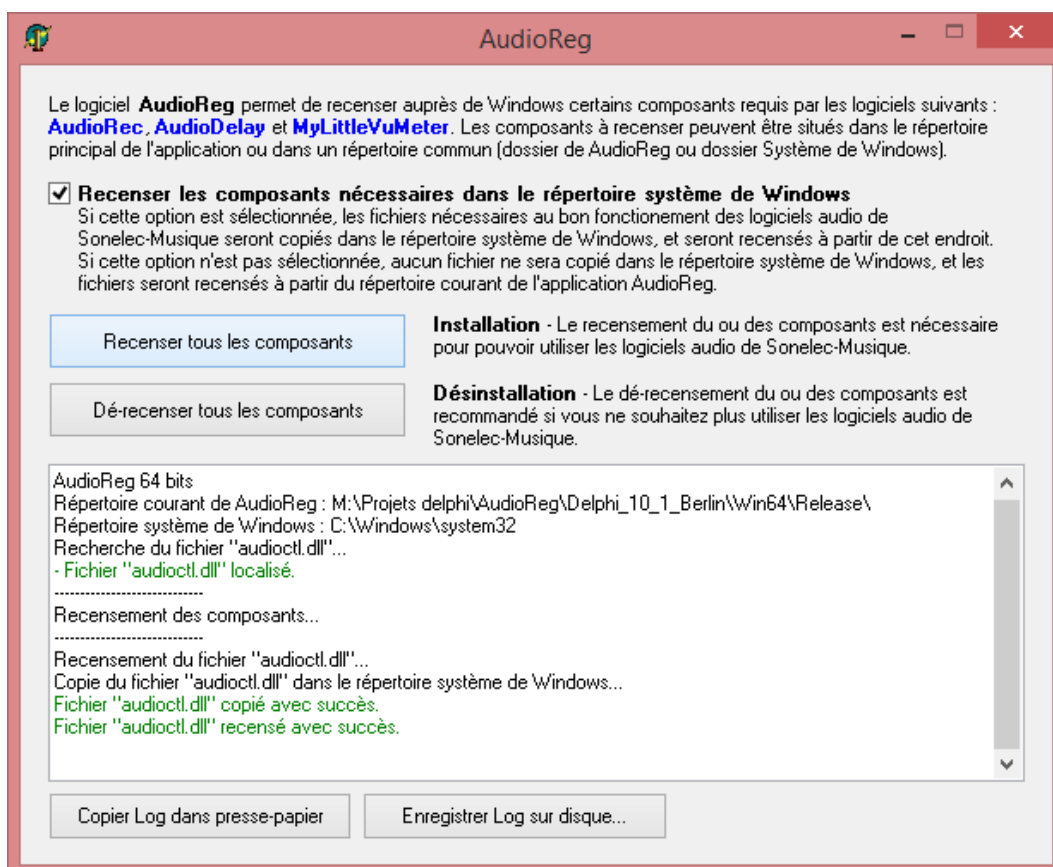 AudioReg
Le logiciel AudioReg permet de recenser auprès de Windows certains composants requis par les logiciels suivants :
AudioRec, AudioDelay et MyLittleVuMeter. Les composants à recenser peuvent être situés dans le répertoire
principal de l'application ou dans un répertoire commun (dossier de AudioReg ou dossier Système de Windows).
Recenser les composants nécessaires dans le répertoire système de Windows
Si cette option est sélectionnée, les fichiers nécessaires au bon fonctionement des logiciels audio de
Sonelec-Musique seront copiés dans le répertoire système de Windows, et seront recensés à partir de cet endroit.
Si cette option n'est pas sélectionnée, aucun fichier ne sera copié dans le répertoire système de Windows, et les
fichiers seront recensés à partir du répertoire courant de l'application AudioReg.
Recenser tous les composants
Installation - Le recensement du ou des composants est nécessaire
pour pouvoir utiliser les logiciels audio de Sonelec-Musique.
Dé-recenser tous les composants
Désinstallation - Le dé-recensement du ou des composants est
recommandé si vous ne souhaitez plus utiliser les logiciels audio de
Sonelec-Musique.
AudioReg 64 bits
Répertoire courant de AudioReg : M:\Projets delphi\AudioReg\Delphi_10_1_Berlin\Win64\Release\
Répertoire système de Windows : C:\Windows\system32
Recherche du fichier "audioctl.dll"...
- Fichier "audioctl.dll" localisé.
----------------------------
Recensement des composants...
----------------------------
Recensement du fichier "audioctl.dll"...
Copie du fichier "audioctl.dll" dans le répertoire système de Windows...
Fichier "audioctl.dll" copié avec succès.
Fichier "audioctl.dll" recensé avec succès.
Copier Log dans presse-papier
Enregistrer Log sur disque...